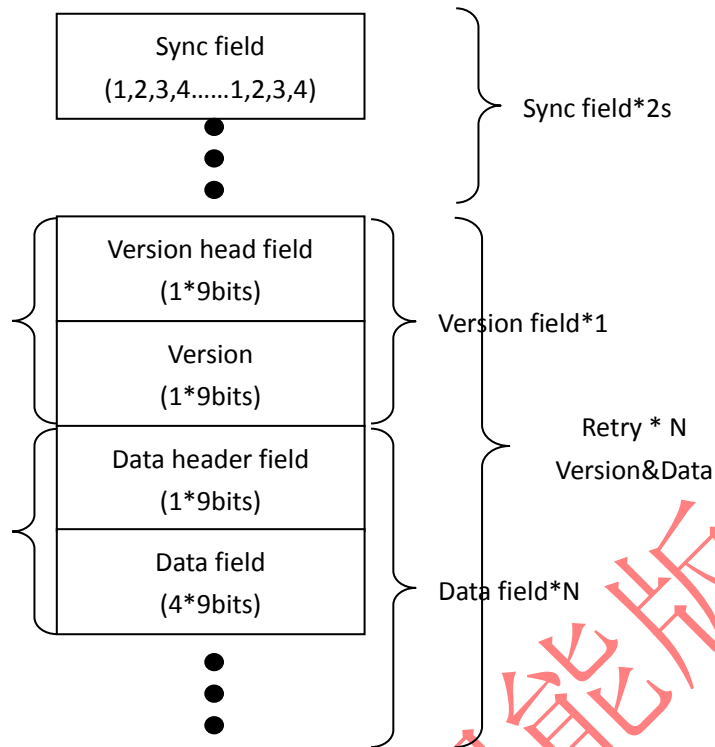 Sync field
(1,2,3,4……1,2,3,4)
Sync field*2s
Version head field
(1*9bits)
Version field*1
Version
(1*9bits)
Retry * N
Version&Data
Data header field
(1*9bits)
Data field
(4*9bits)
Data field*N
能版